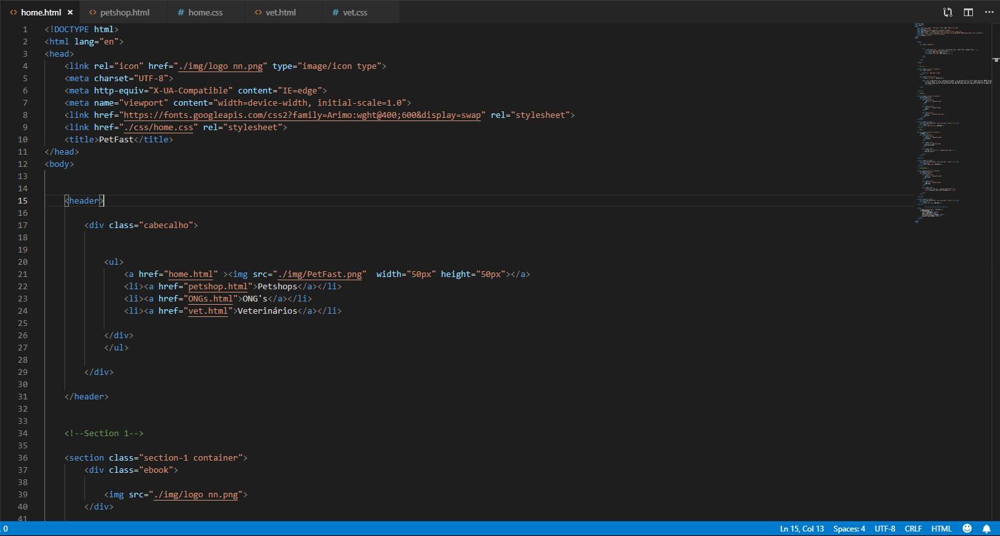 home.html × petshop.html # home.css vet.html # vet.css
1 <!DOCTYPE html>
2 <html lang="en">
3 <head>
4 <link rel="icon" href="./img/logo nn.png" type="image/icon type">
5 <meta charset="UTF-8">
6 <meta http-equiv="X-UA-Compatible" content="IE=edge">
7 <meta name="viewport" content="width=device-width, initial-scale=1.0">
8 <link href="https://fonts.googleapis.com/css2?family=Arimo:wght@400;600&display=swap" rel="stylesheet">
9 <link href="./css/home.css" rel="stylesheet">
10 <title>PetFast</title>
11 </head>
12 <body>
13
14
15 <header>
16
17 <div class="cabecalho">
18
19
20 <ul>
21 <a href="home.html" ><img src="./img/PetFast.png"  width="50px" height="50px"></a>
22 <li><a href="petshop.html">Petshops</a></li>
23 <li><a href="ONGs.html">ONG's</a></li>
24 <li><a href="vet.html">Veterinários</a></li>
25
26 </div>
27 </ul>
28
29 </div>
30
31 </header>
32
33
34 <!--Section 1-->
35
36 <section class="section-1 container">
37 <div class="ebook">
38
39 <img src="./img/logo nn.png">
40 </div>
41
, 0 Ln 15, Col 13 Spaces: 4 UTF-8 CRLF HTML